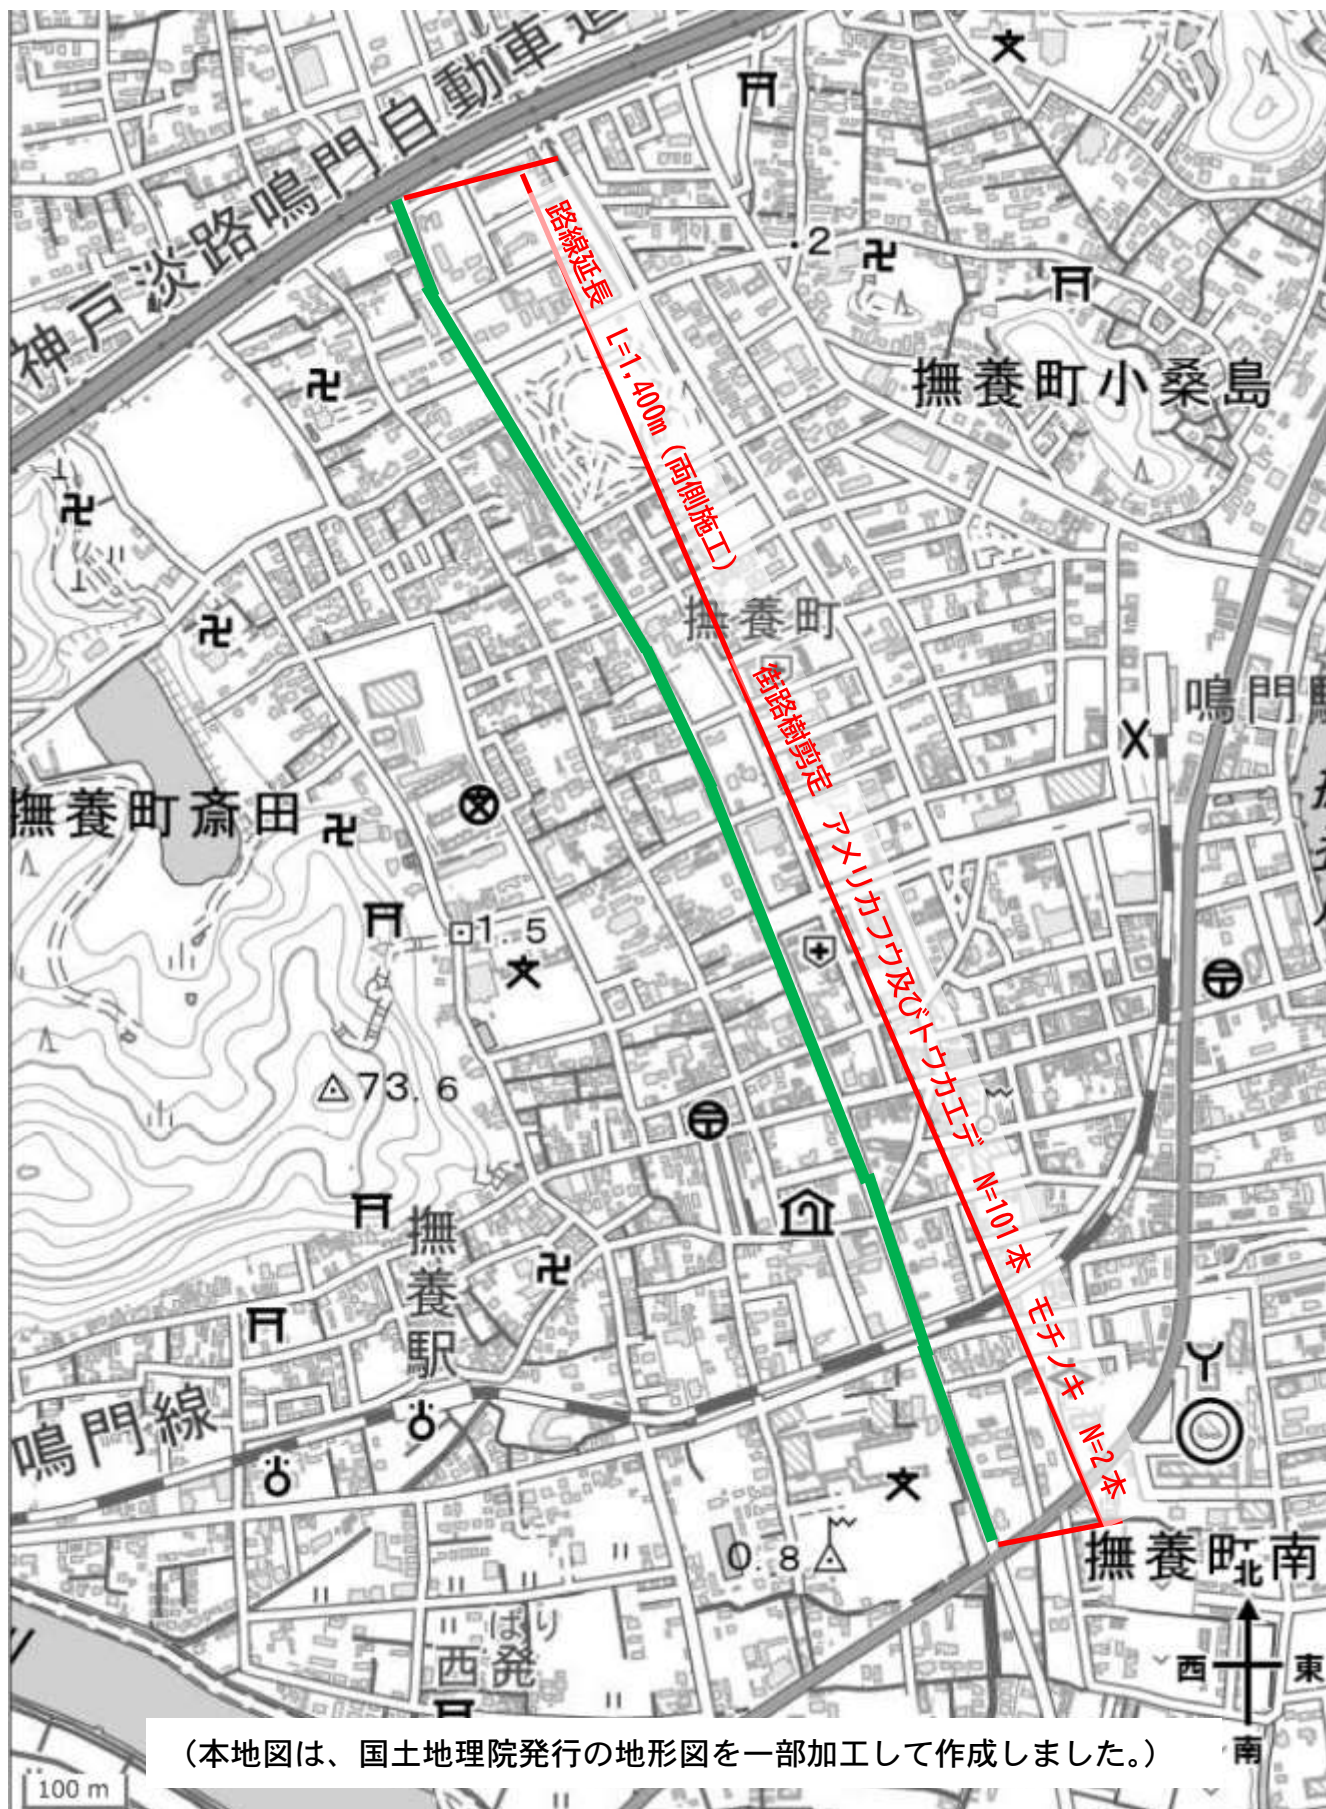 神戸淡路鳴門自動車道
路線延長　L=1,400m（両側施工）
・2
撫養町小桑島
撫養町
鳴門駅
街路樹剪定　アメリカフウ及びトウカエデ　N=101本　モチノキ　N=2本
撫養町斎田
1.5
73.6
撫養駅
鳴門線
0.8
撫養町南
ばり
西発
北
西
東
南
（本地図は、国土地理院発行の地形図を一部加工して作成しました。）
100 m